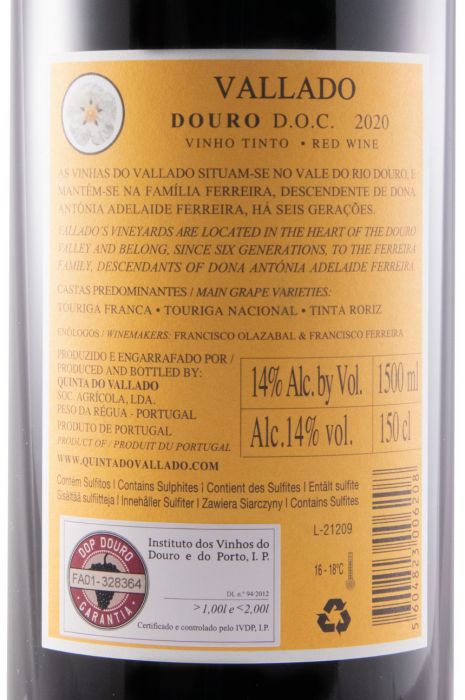 VALLADO
DOURO D.O.C. 2020
VINHO TINTO • RED WINE
AS VINHAS DO VALLADO SITUAM-SE NO VALE DO RIO DOURO, E
MANTÊM-SE NA FAMÍLIA FERREIRA, DESCENDENTE DE DONA
ANTÓNIA ADELAIDE FERREIRA, HÁ SEIS GERAÇÕES.
VALLADO'S VINEYARDS ARE LOCATED IN THE HEART OF THE DOURO
VALLEY AND BELONG, SINCE SIX GENERATIONS, TO THE FERREIRA
FAMILY, DESCENDANTS OF DONA ANTÓNIA ADELAIDE FERREIRA.
CASTAS PREDOMINANTES / MAIN GRAPE VARIETIES:
TOURIGA FRANCA • TOURIGA NACIONAL • TINTA RORIZ
ENÓLOGOS / WINEMAKERS: FRANCISCO OLAZABAL & FRANCISCO FERREIRA
PRODUZIDO E ENGARRAFADO POR /
PRODUCED AND BOTTLED BY:
QUINTA DO VALLADO
SOC. AGRÍCOLA, LDA.
PESO DA RÉGUA - PORTUGAL
PRODUTO DE PORTUGAL
PRODUCT OF / PRODUIT DU PORTUGAL
WWW.QUINTADOVALLADO.COM
14% Alc. by Vol. 1500 ml
Alc.14% vol. 150 cl
Contém Sulfitos | Contains Sulphites | Contient des Sulfites | Entält sulfite
Sisältää sulfiitteja | Innehåller Sulfiter | Zawiera Siarczyny | Contains Sulfites
DOP DOURO
FA01-328364
GARANTIA
Instituto dos Vinhos do
Douro e do Porto, I. P.
DL n.º 94/2012
>1,00l e <2,00l
Certificado e controlado pelo IVDP, I.P.
L-21209
16 - 18°C
5604823006208